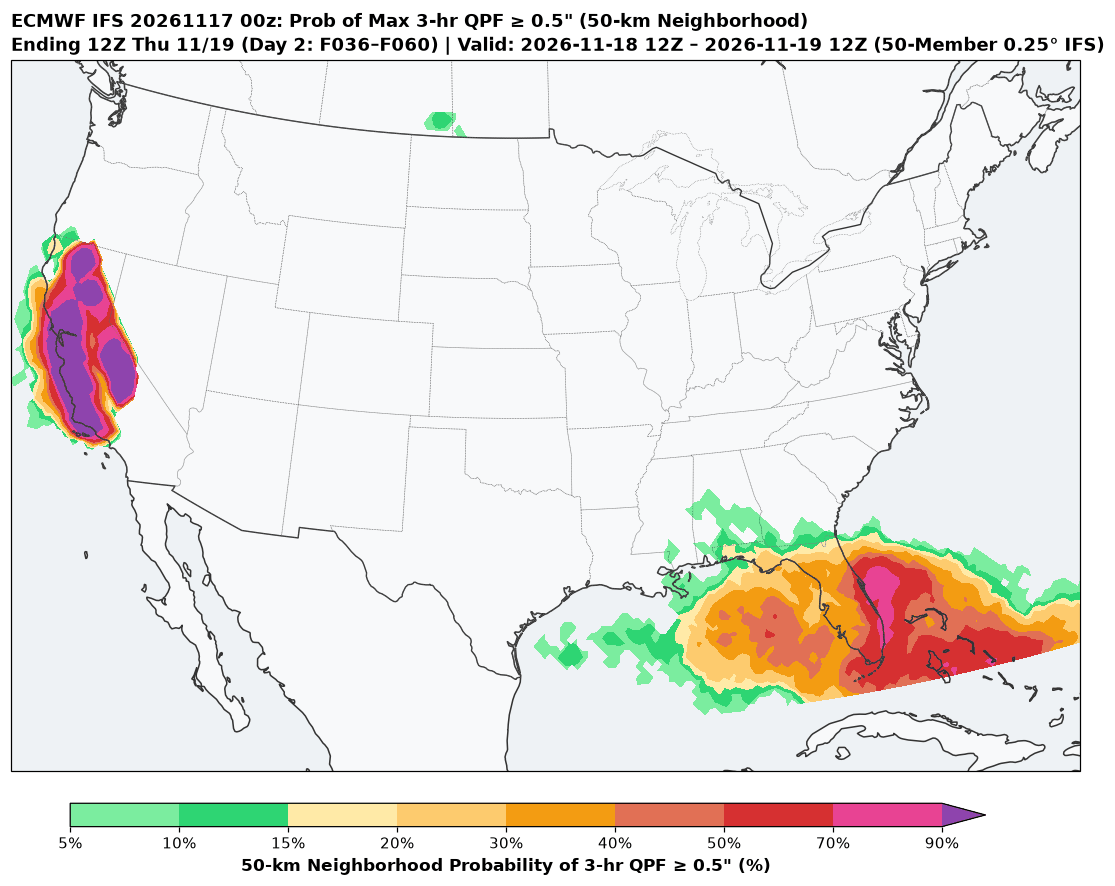 ECMWF IFS 20261117 00z: Prob of Max 3-hr QPF ≥ 0.5" (50-km Neighborhood)
Ending 12Z Thu 11/19 (Day 2: F036–F060) | Valid: 2026-11-18 12Z – 2026-11-19 12Z (50-Member 0.25° IFS)
5% 10% 15% 20% 30% 40% 50% 70% 90%
50-km Neighborhood Probability of 3-hr QPF ≥ 0.5" (%)